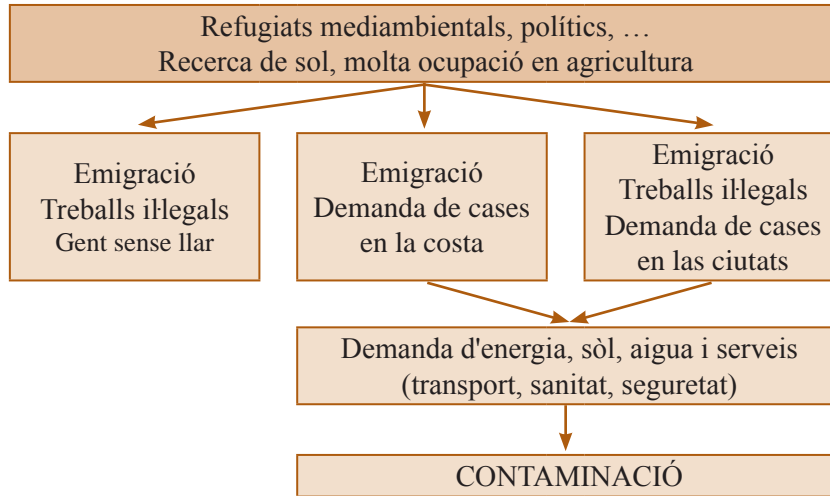 Refugiats mediambientals, polítics, …
Recerca de sol, molta ocupació en agricultura
Emigració
Treballs il·legals
Gent sense llar
Emigració
Demanda de cases
en la costa
Emigració
Treballs il·legals
Demanda de cases
en las ciutats
Demanda d'energia, sòl, aigua i serveis
(transport, sanitat, seguretat)
CONTAMINACIÓ